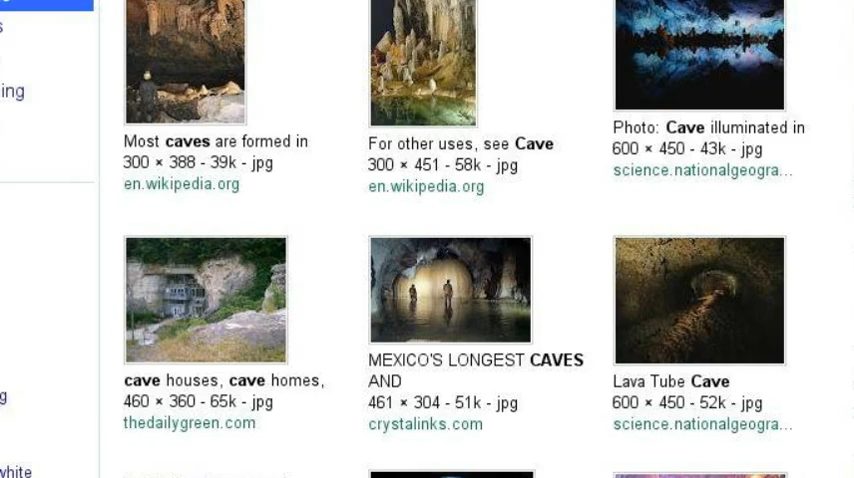 s
ing
Most caves are formed in
300 × 388 - 39k - jpg
en.wikipedia.org
For other uses, see Cave
300 × 451 - 58k - jpg
en.wikipedia.org
Photo: Cave illuminated in
600 × 450 - 43k - jpg
science.nationalgeogra...
cave houses, cave homes,
460 × 360 - 65k - jpg
thedailygreen.com
MEXICO'S LONGEST CAVES
AND
461 × 304 - 51k - jpg
crystalinks.com
Lava Tube Cave
600 × 450 - 52k - jpg
science.nationalgeogra...
g
white